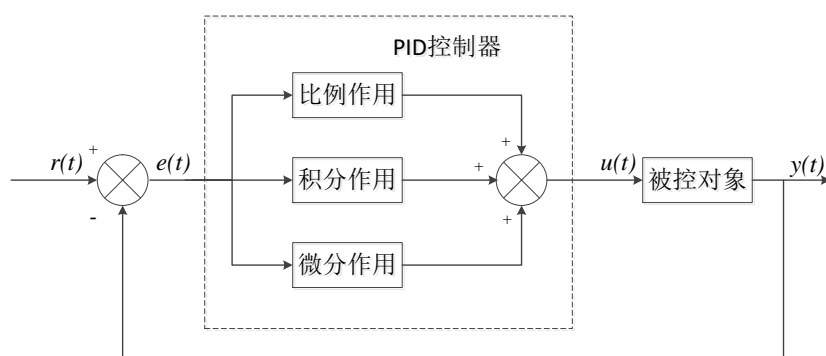 PID控制器
比例作用
+
r(t)
+
e(t)
+
积分作用
u(t)
被控对象
y(t)
-
+
微分作用